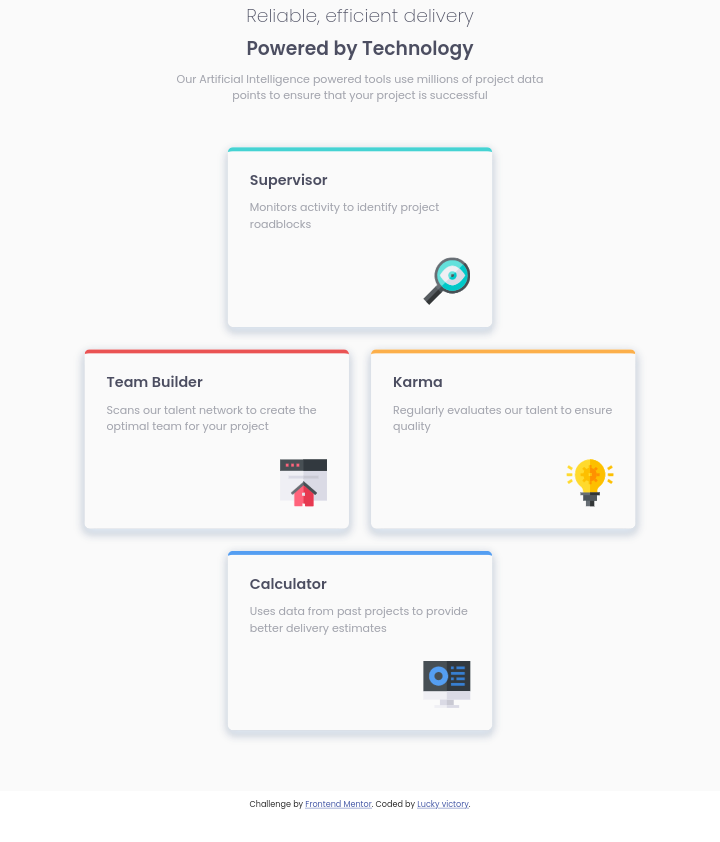 Reliable, efficient delivery
Powered by Technology
Our Artificial Intelligence powered tools use millions of project data
points to ensure that your project is successful
Supervisor
Monitors activity to identify project
roadblocks
Team Builder
Scans our talent network to create the
optimal team for your project
Karma
Regularly evaluates our talent to ensure
quality
Calculator
Uses data from past projects to provide
better delivery estimates
Challenge by Frontend Mentor. Coded by Lucky victory.